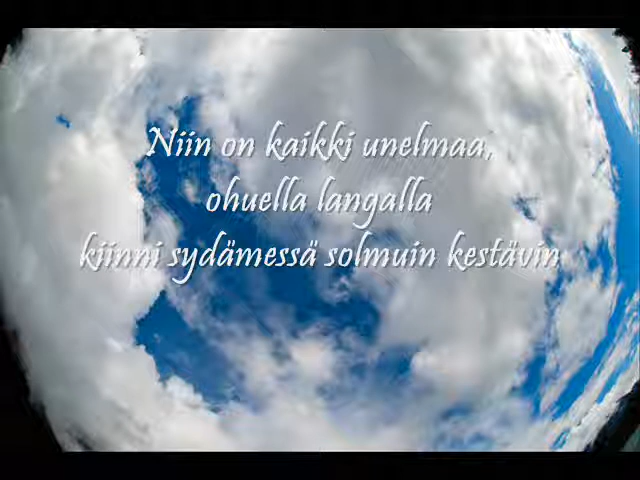 Niin on kaikki unelmaa,
ohuella langalla
kiinni sydämessä solmuin kestävin